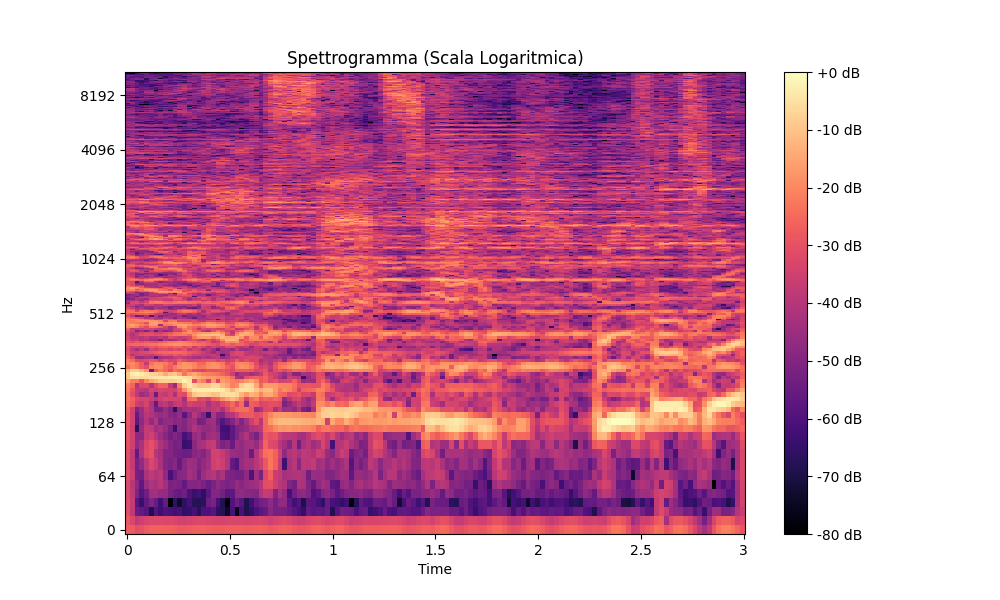 Spettrogramma (Scala Logaritmica)
Hz
8192
4096
2048
1024
512
256
128
64
0
0
0.5
1
1.5
2
2.5
3
Time
+0 dB
-10 dB
-20 dB
-30 dB
-40 dB
-50 dB
-60 dB
-70 dB
-80 dB